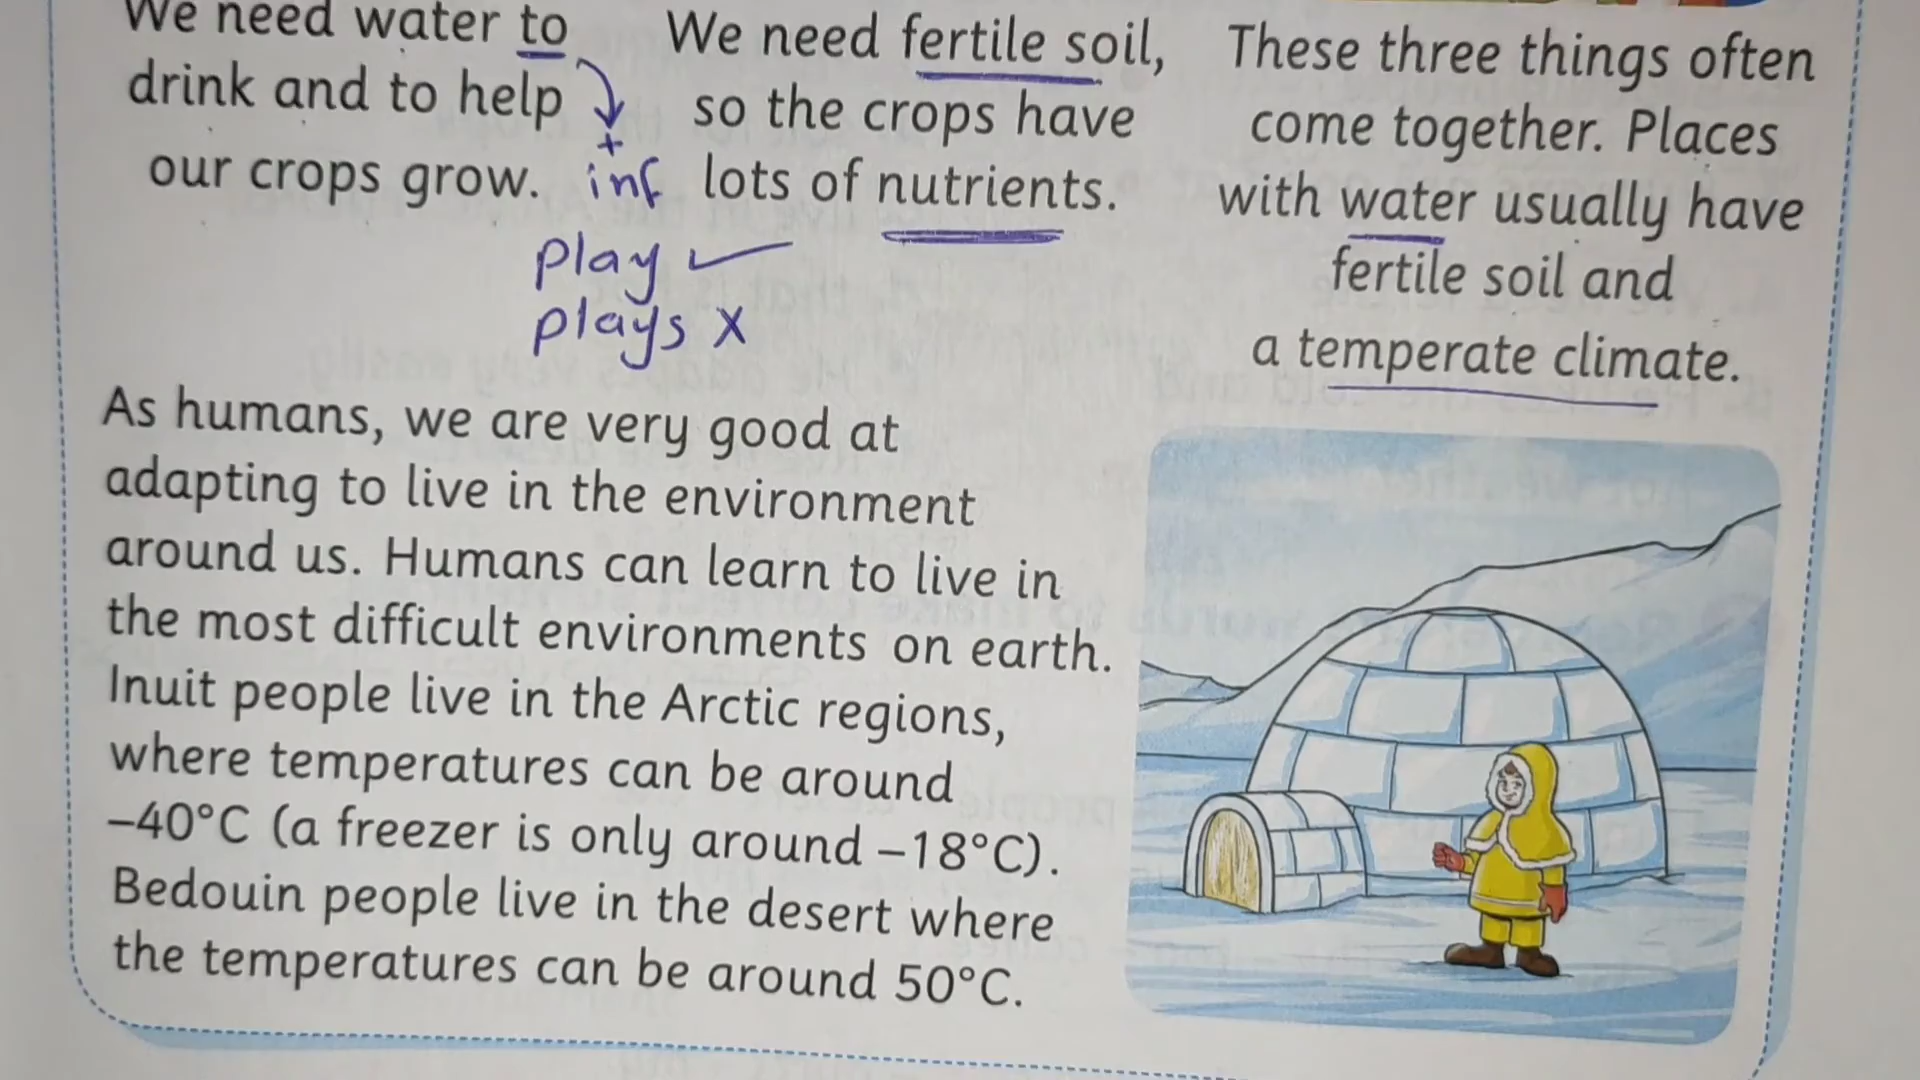 We need water to
drink and to help
our crops grow.
+
inf
play ✓
plays x
We need fertile soil,
so the crops have
lots of nutrients.
These three things often
come together. Places
with water usually have
fertile soil and
a temperate climate.
As humans, we are very good at
adapting to live in the environment
around us. Humans can learn to live in
the most difficult environments on earth.
Inuit people live in the Arctic regions,
where temperatures can be around
–40°C (a freezer is only around –18°C).
Bedouin people live in the desert where
the temperatures can be around 50°C.